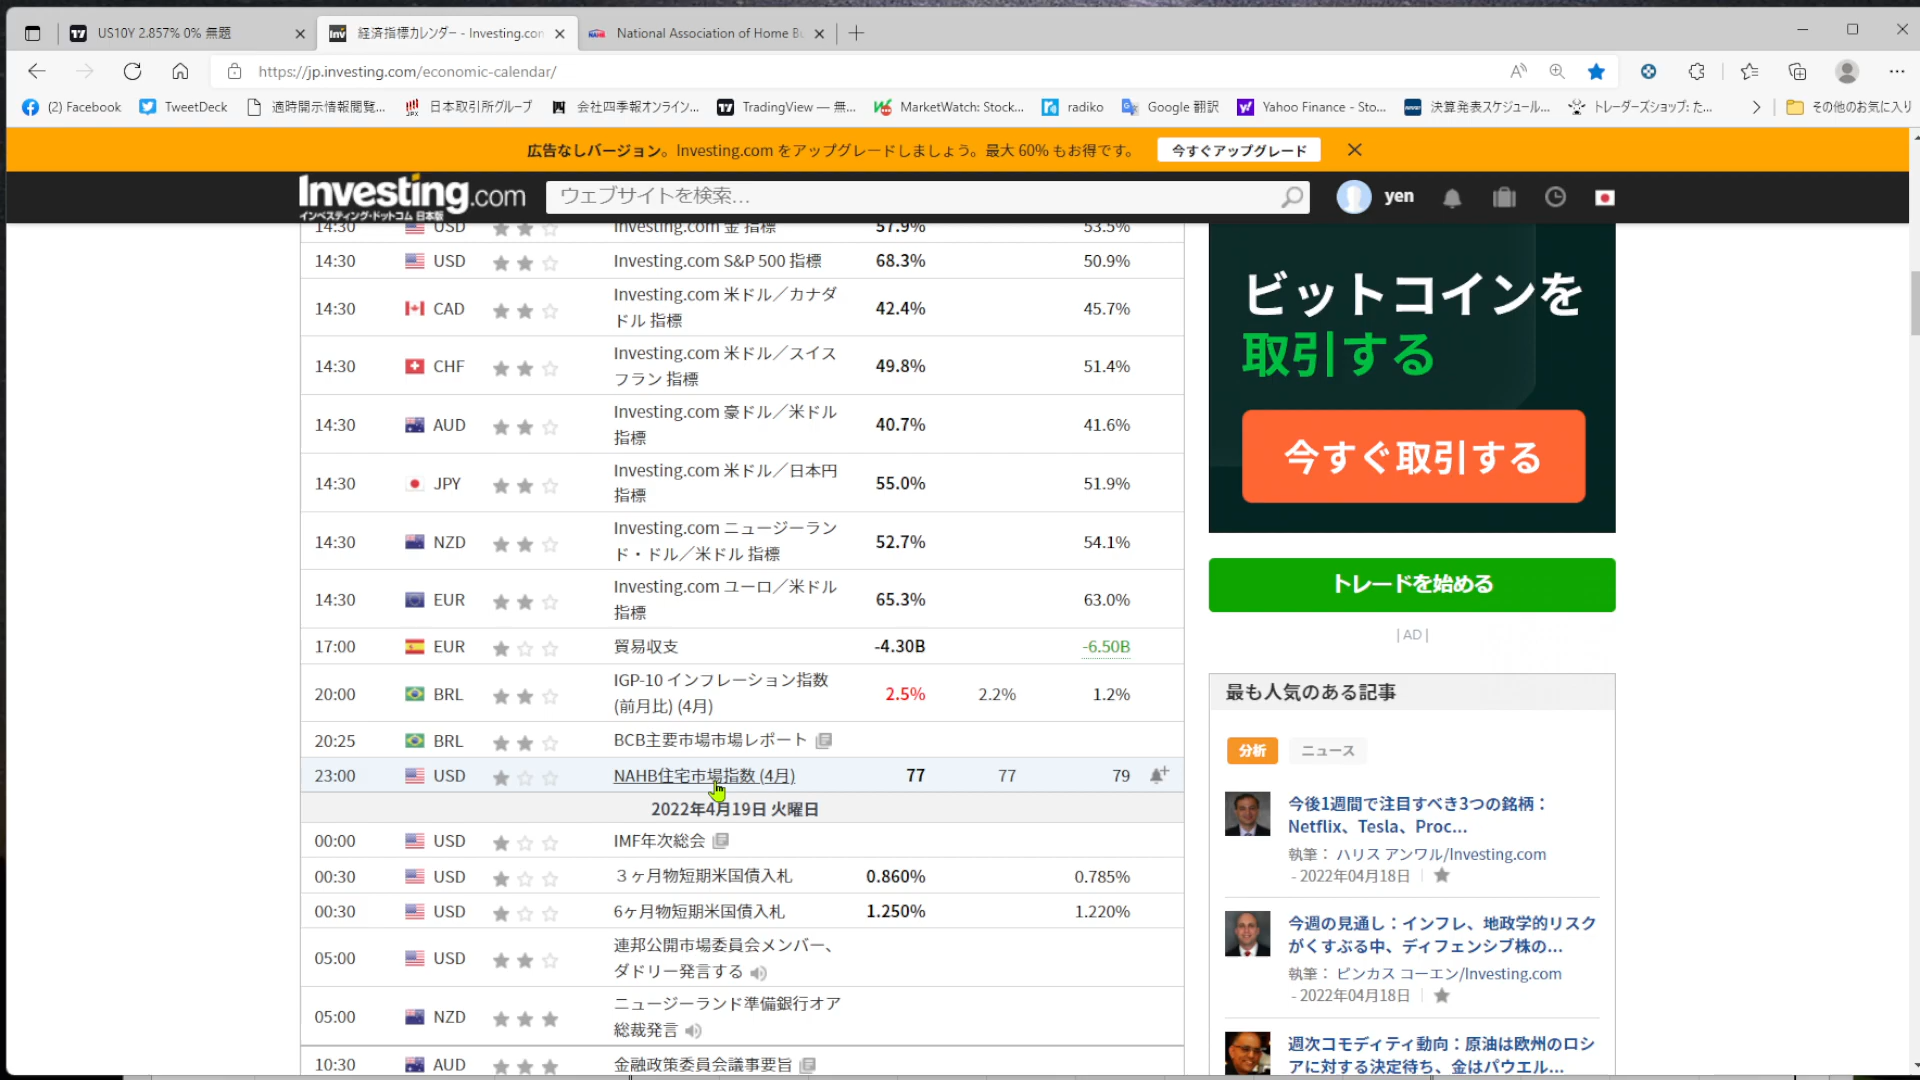 US10Y 2.857% 0% 無題
経済指標カレンダー - Investing.con
National Association of Home Bu
https://jp.investing.com/economic-calendar/
(2) Facebook
TweetDeck
適時開示情報閲覧...
日本取引所グループ
会社四季報オンライン...
TradingView — 無...
MarketWatch: Stock...
radiko
Google 翻訳
Yahoo Finance - Sto...
決算発表スケジュール...
トレーダーズショップ: た...
その他のお気に入り
広告なしバージョン。Investing.com をアップグレードしましょう。最大 60% もお得です。
今すぐアップグレード
Investing.com
インベスティング・ドットコム 日本版
ウェブサイトを検索...
yen
14:30 USD Investing.com 金 指標 57.9% 53.5%
14:30 USD Investing.com S&P 500 指標 68.3% 50.9%
14:30 CAD Investing.com 米ドル／カナダ
ドル 指標 42.4% 45.7%
14:30 CHF Investing.com 米ドル／スイス
フラン 指標 49.8% 51.4%
14:30 AUD Investing.com 豪ドル／米ドル
指標 40.7% 41.6%
14:30 JPY Investing.com 米ドル／日本円
指標 55.0% 51.9%
14:30 NZD Investing.com ニュージーラン
ド・ドル／米ドル 指標 52.7% 54.1%
14:30 EUR Investing.com ユーロ／米ドル
指標 65.3% 63.0%
17:00 EUR 貿易収支 -4.30B -6.50B
20:00 BRL IGP-10 インフレーション指数
(前月比) (4月) 2.5% 2.2% 1.2%
20:25 BRL BCB主要市場市場レポート
23:00 USD NAHB住宅市場指数 (4月) 77 77 79
2022年4月19日 火曜日
00:00 USD IMF年次総会
00:30 USD 3ヶ月物短期米国債入札 0.860% 0.785%
00:30 USD 6ヶ月物短期米国債入札 1.250% 1.220%
05:00 USD 連邦公開市場委員会メンバー、
ダドリー発言する
05:00 NZD ニュージーランド準備銀行オア
総裁発言
10:30 AUD 金融政策委員会議事要旨
ビットコインを
取引する
今すぐ取引する
トレードを始める
| AD |
最も人気のある記事
分析
ニュース
今後1週間で注目すべき3つの銘柄：
Netflix、Tesla、Proc...
執筆： ハリス アンワル/Investing.com
- 2022年04月18日
今週の見通し：インフレ、地政学的リスク
がくすぶる中、ディフェンシブ株の...
執筆： ピンカス コーエン/Investing.com
- 2022年04月18日
週次コモディティ動向：原油は欧州のロシ
アに対する決定待ち、金はパウエル...